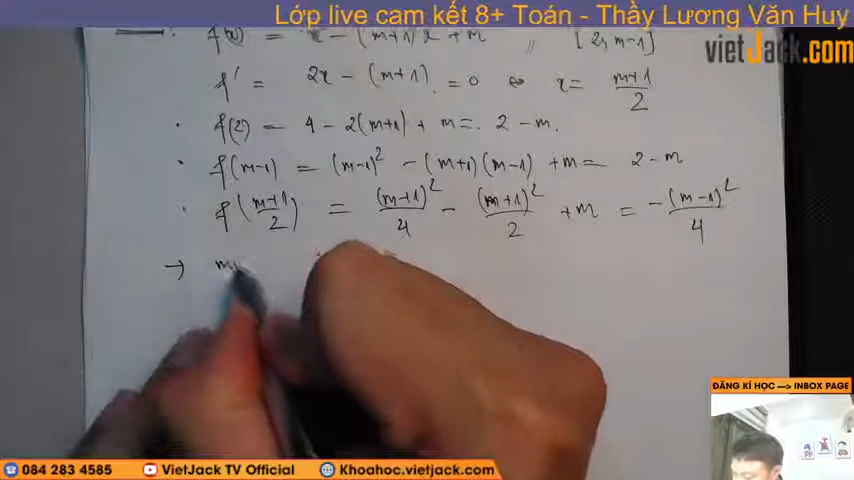 Lớp live cam kết 8+ Toán - Thầy Lương Văn Huy
vietJack.com
f(x) = x - (m+1)x + m [2, m-1]
f' = 2x - (m+1) = 0 ⇔ x = (m+1)/2
. f(2) = 4 - 2(m+1) + m = 2 - m.
. f(m-1) = (m-1)² - (m+1)(m-1) + m = 2 - m
. f((m+1)/2) = (m+1)²/4 - (m+1)²/2 + m = -(m-1)²/4
→
ĐĂNG KÍ HỌC —> INBOX PAGE
084 283 4585 VietJack TV Official Khoahoc.vietjack.com